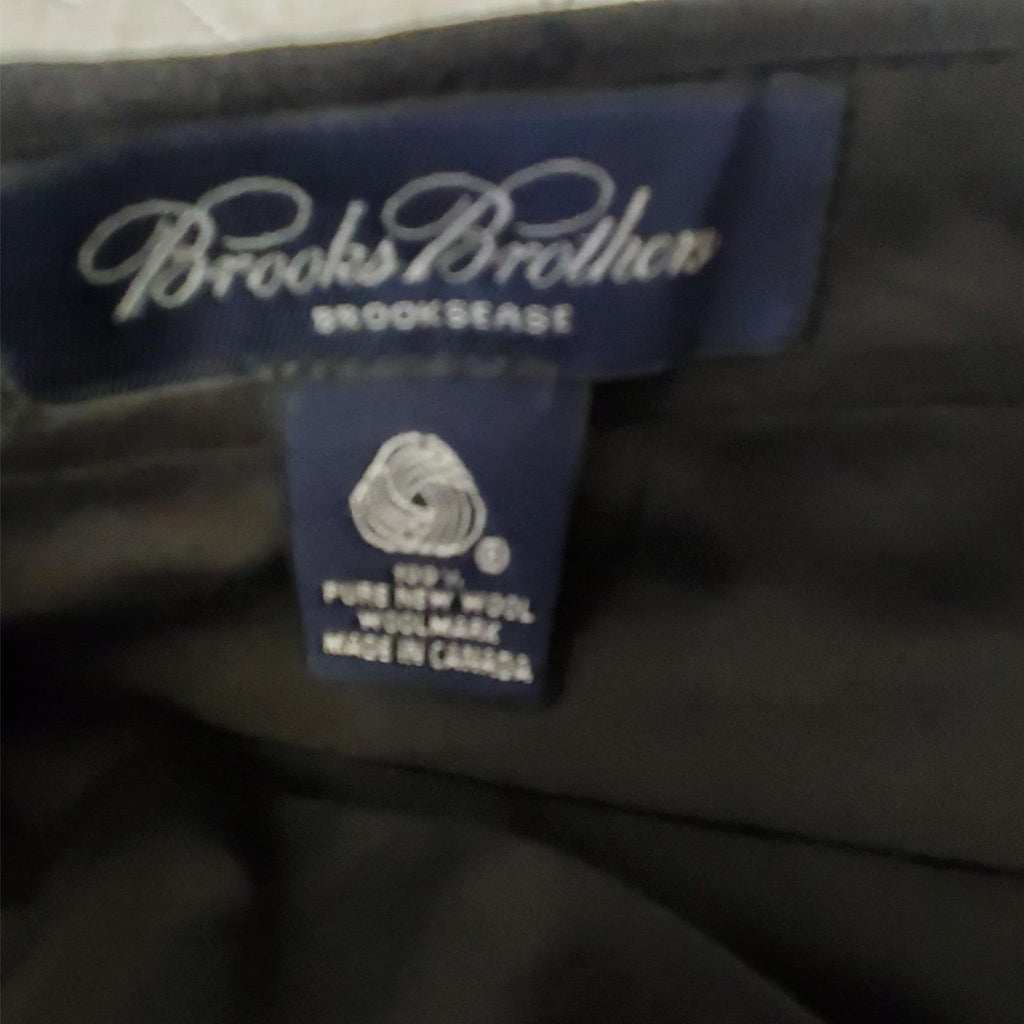 Brooks Brothers
BROOKSEASE
100%
PURE NEW WOOL
WOOLMARK
MADE IN CANADA